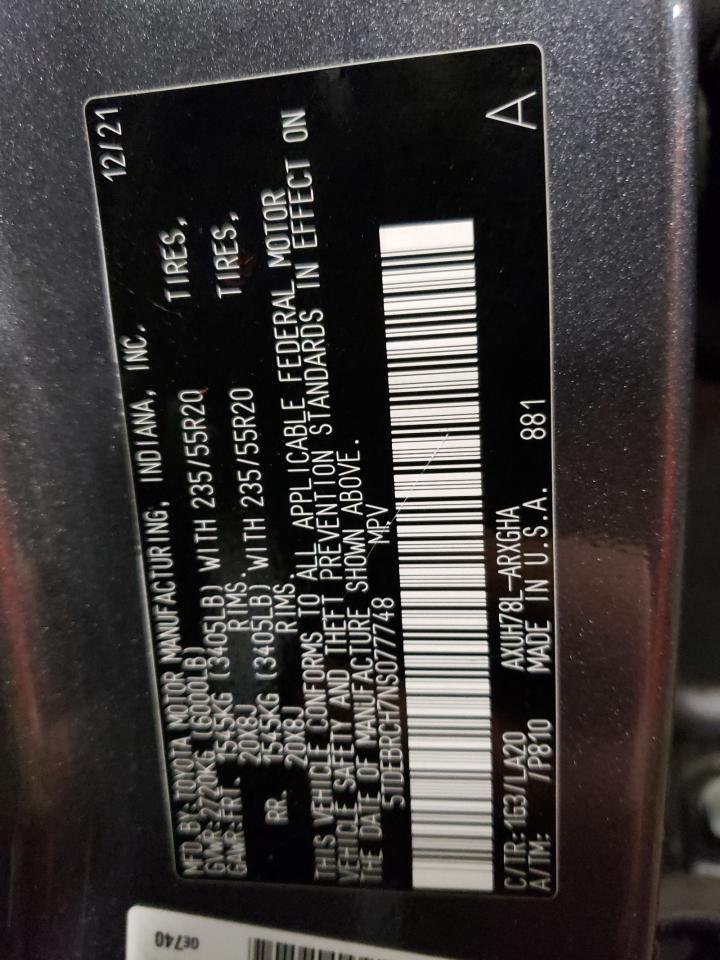 MFD.BY:TOYOTA MOTOR MANUFACTURING, INDIANA, INC. 12/21
GVWR:2720KG (6000LB)
GAWR:FRT 1545KG (3405LB) WITH 235/55R20 TIRES,
20X8J RIMS.
RR. 1545KG (3405LB) WITH 235/55R20 TIRES,
20X8J RIMS.
THIS VEHICLE CONFORMS TO ALL APPLICABLE FEDERAL MOTOR
VEHICLE SAFETY AND THEFT PREVENTION STANDARDS IN EFFECT ON
THE DATE OF MANUFACTURE SHOWN ABOVE.
5TDEBRCH7NS077748 MPV
C/TR:1G3/LA20 AXUH78L-ARXGHA
A/TM: /P810 MADE IN U.S.A. 881 A
0E740